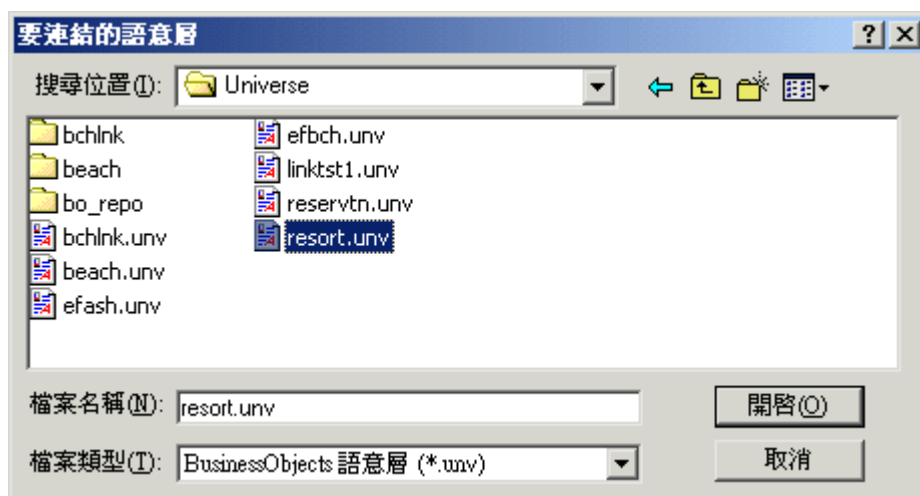 要連結的語意層
搜尋位置(I): Universe
bchlnk
beach
bo_repo
bchlnk.unv
beach.unv
efash.unv
efbch.unv
linktst1.unv
reservtn.unv
resort.unv
檔案名稱(N): resort.unv 開啓(O)
檔案類型(T): BusinessObjects 語意層 (*.unv) 取消